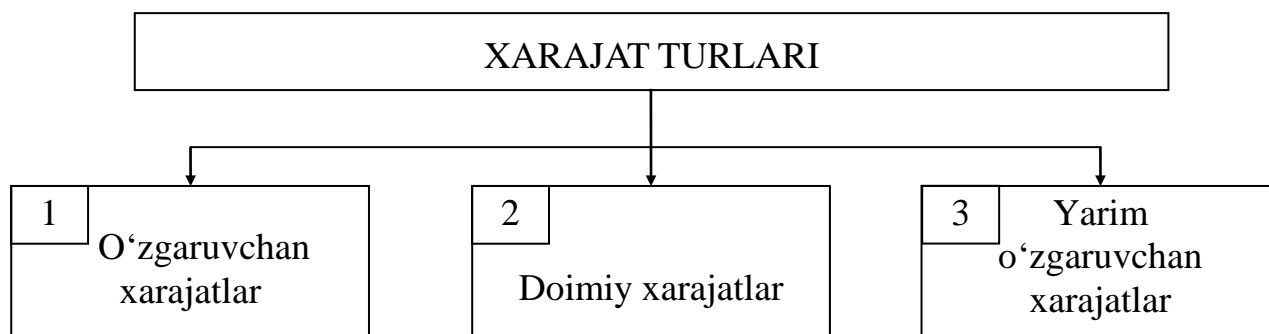 XARAJAT TURLARI
1
O‘zgaruvchan
xarajatlar
2
Doimiy xarajatlar
3
Yarim
o‘zgaruvchan
xarajatlar